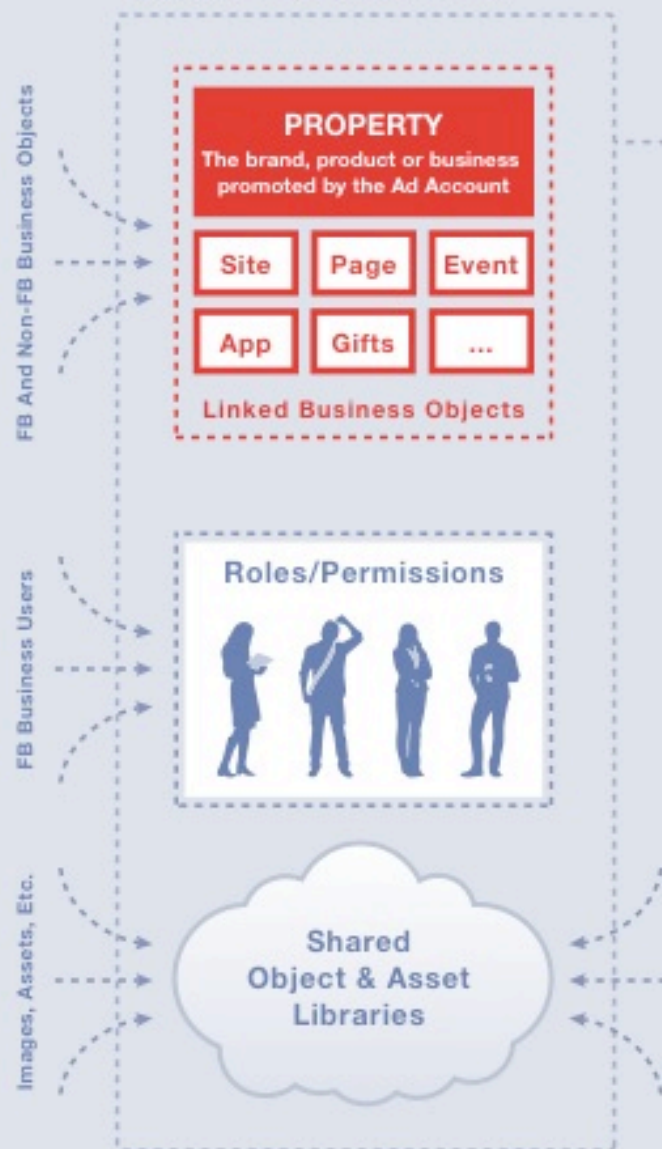 FB And Non-FB Business Objects
PROPERTY
The brand, product or business
promoted by the Ad Account
Site
Page
Event
App
Gifts
...
Linked Business Objects
FB Business Users
Roles/Permissions
Images, Assets, Etc.
Shared
Object & Asset
Libraries